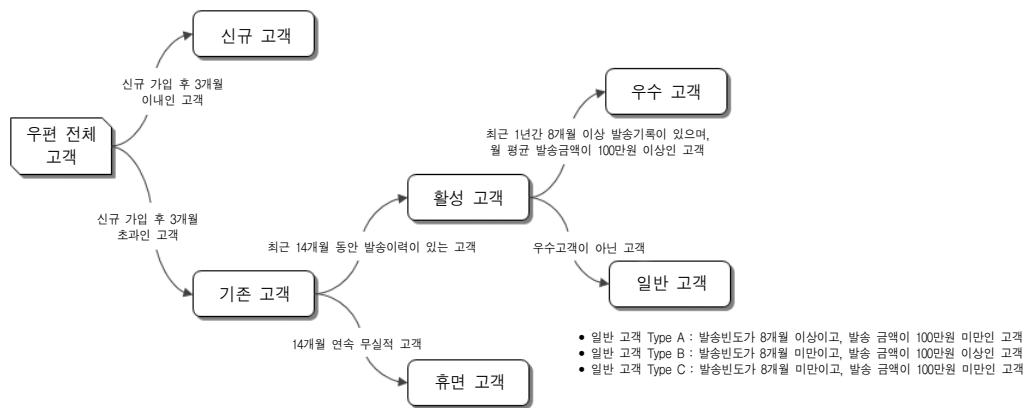 신규 고객
신규 가입 후 3개월
이내인 고객
우편 전체
고객
신규 가입 후 3개월
초과인 고객
기존 고객
최근 14개월 동안 발송이력이 있는 고객
14개월 연속 무실적 고객
활성 고객
휴면 고객
최근 1년간 8개월 이상 발송기록이 있으며,
월 평균 발송금액이 100만원 이상인 고객
우수고객이 아닌 고객
우수 고객
일반 고객
• 일반 고객 Type A : 발송빈도가 8개월 이상이고, 발송 금액이 100만원 미만인 고객
• 일반 고객 Type B : 발송빈도가 8개월 미만이고, 발송 금액이 100만원 이상인 고객
• 일반 고객 Type C : 발송빈도가 8개월 미만이고, 발송 금액이 100만원 미만인 고객